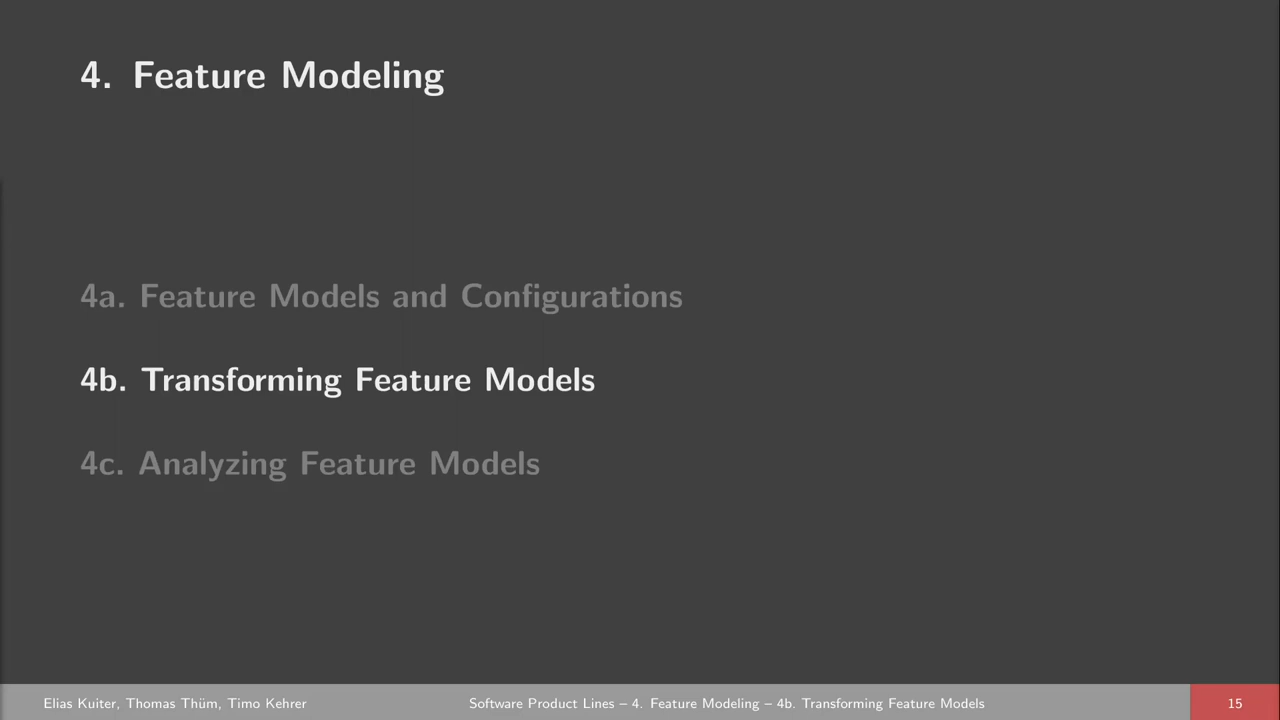 4. Feature Modeling
4a. Feature Models and Configurations
4b. Transforming Feature Models
4c. Analyzing Feature Models
Elias Kuiter, Thomas Thüm, Timo Kehrer
Software Product Lines – 4. Feature Modeling – 4b. Transforming Feature Models
15